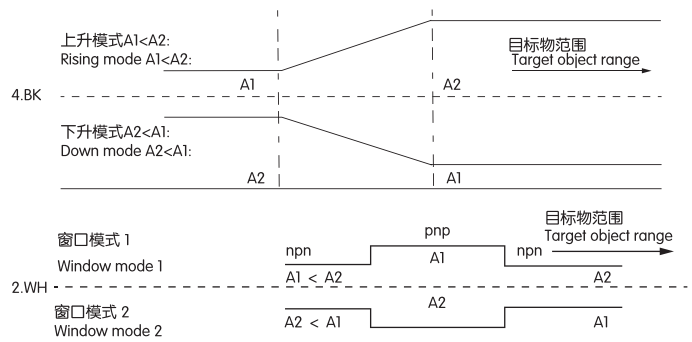 上升模式A1<A2:
Rising mode A1<A2:
目标物范围
Target object range
A1
A2
4.BK
下升模式A2<A1:
Down mode A2<A1:
A2
A1
目标物范围
Target object range
窗口模式 1
Window mode 1
npn
pnp
npn
A1
A1 < A2
A2
2.WH
窗口模式 2
Window mode 2
A2
A2 < A1
A1